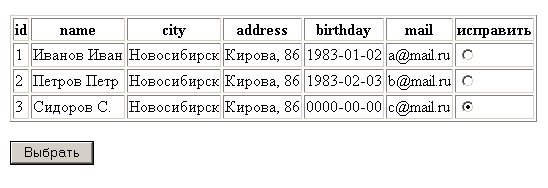 id name city address birthday mail исправить
1 Иванов Иван Новосибирск Кирова, 86 1983-01-02 a@mail.ru
2 Петров Петр Новосибирск Кирова, 86 1983-02-03 b@mail.ru
3 Сидоров С. Новосибирск Кирова, 86 0000-00-00 c@mail.ru
Выбрать